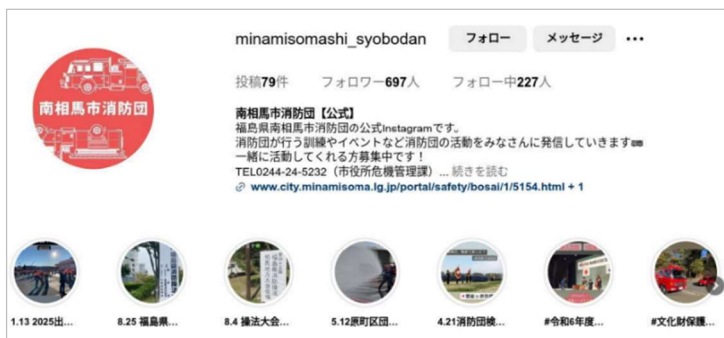 minamisomashi_syobodan フォロー メッセージ
投稿79件 フォロワー697人 フォロー中227人
南相馬市消防団
南相馬市消防団【公式】
福島県南相馬市消防団の公式Instagramです。
消防団が行う訓練やイベントなど消防団の活動をみなさんに発信していきます
一緒に活動してくれる方募集中です！
TEL0244-24-5232（市役所危機管理課）... 続きを読む
www.city.minamisoma.lg.jp/portal/safety/bosai/1/5154.html + 1
1.13 2025出...
8.25 福島県...
8.4 操法大会...
5.12原町区団...
4.21消防団検...
#令和6年度...
#文化財保護...